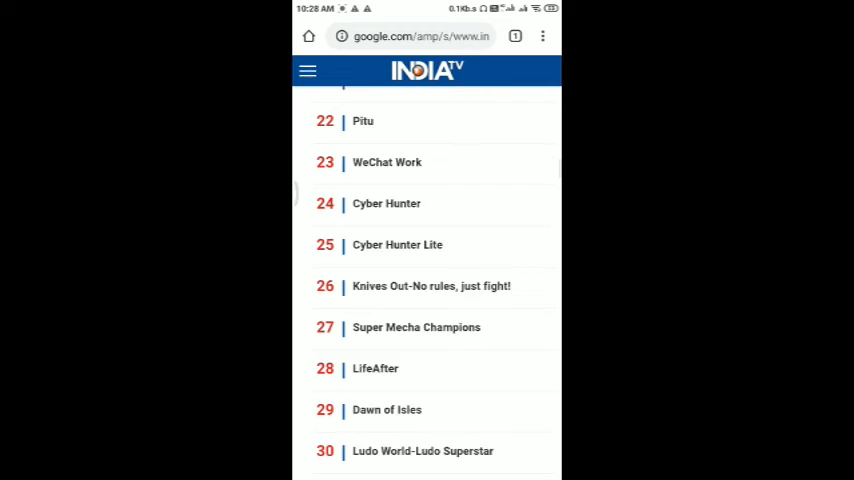 10:28 AM 0.1Kb.s
google.com/amp/s/www.in 1
INDIA TV
22 Pitu
23 WeChat Work
24 Cyber Hunter
25 Cyber Hunter Lite
26 Knives Out-No rules, just fight!
27 Super Mecha Champions
28 LifeAfter
29 Dawn of Isles
30 Ludo World-Ludo Superstar